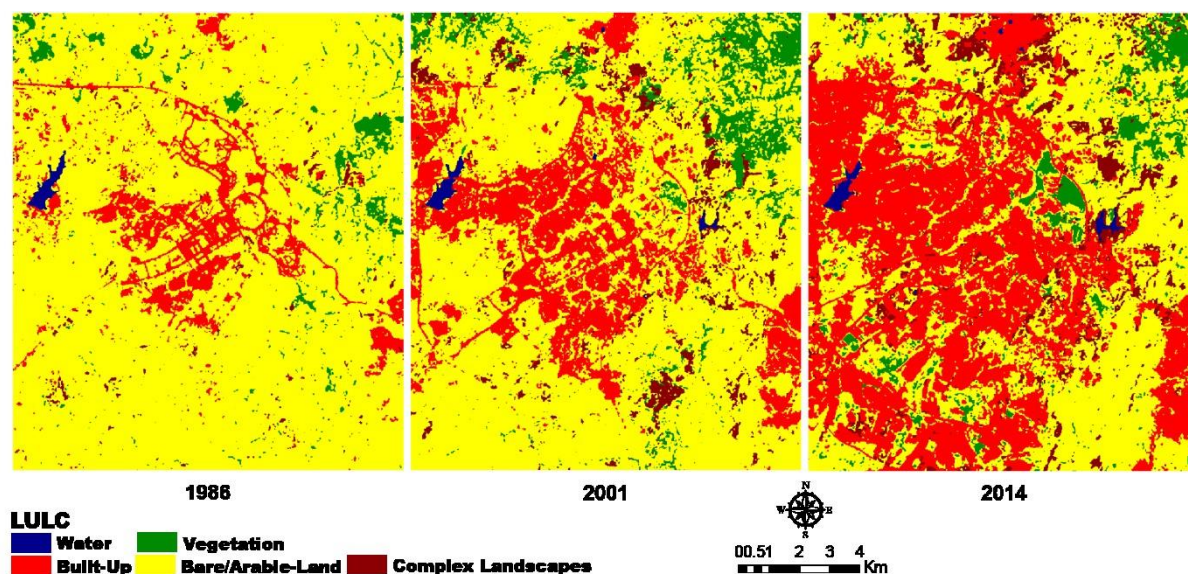 1986 2001 2014
LULC
Water Vegetation
Built-Up Bare/Arable-Land Complex Landscapes
N
W E
S
00.51 2 3 4
Km